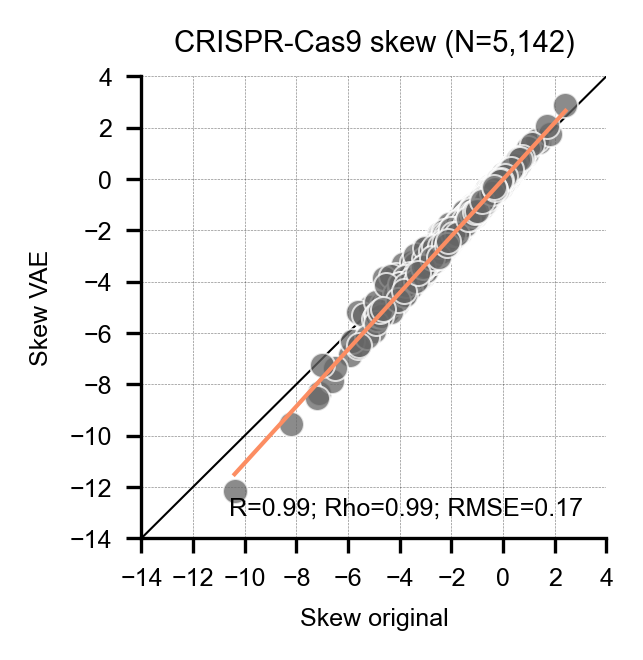 CRISPR-Cas9 skew (N=5,142)
4
2
0
−2
−4
−6
−8
−10
−12
−14
Skew VAE
R=0.99; Rho=0.99; RMSE=0.17
−14 −12 −10 −8 −6 −4 −2 0 2 4
Skew original